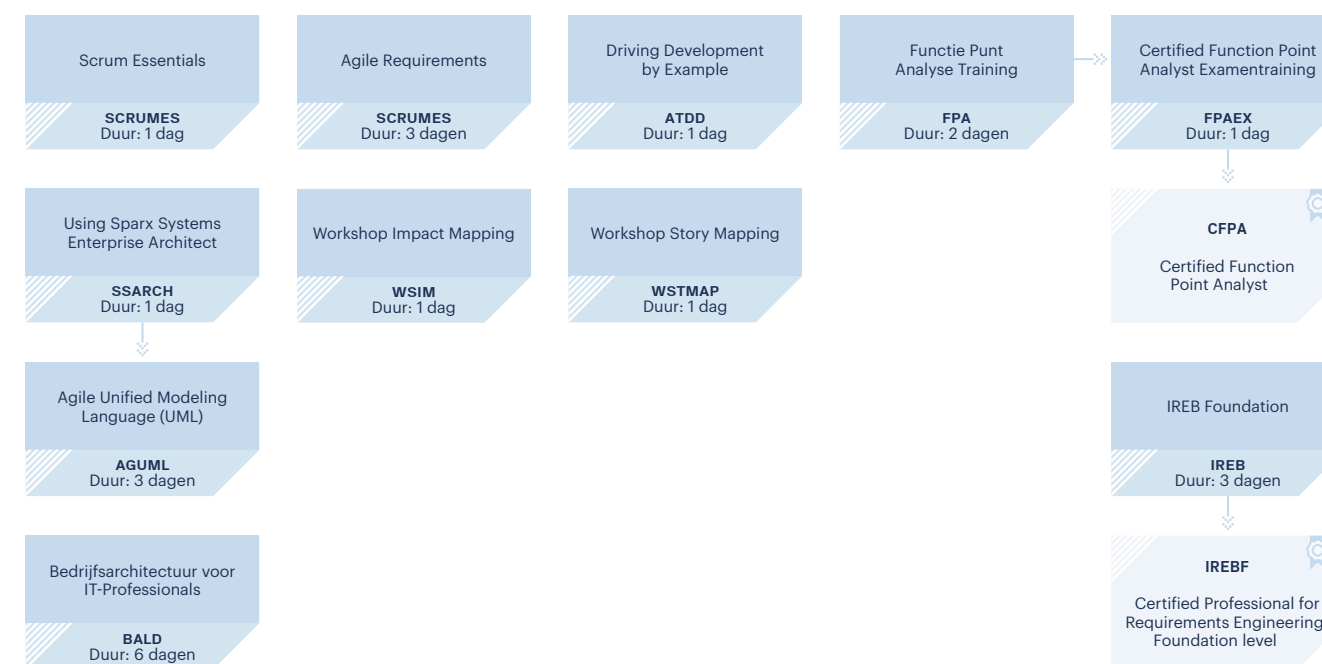 Scrum Essentials
SCRUMES
Duur: 1 dag
Agile Requirements
SCRUMES
Duur: 3 dagen
Driving Development
by Example
ATDD
Duur: 1 dag
Functie Punt
Analyse Training
FPA
Duur: 2 dagen
Certified Function Point
Analyst Examentraining
FPAEX
Duur: 1 dag
Using Sparx Systems
Enterprise Architect
SSARCH
Duur: 1 dag
Workshop Impact Mapping
WSIM
Duur: 1 dag
Workshop Story Mapping
WSTMAP
Duur: 1 dag
CFPA
Certified Function
Point Analyst
Agile Unified Modeling
Language (UML)
AGUML
Duur: 3 dagen
IREB Foundation
IREB
Duur: 3 dagen
Bedrijfsarchitectuur voor
IT-Professionals
BALD
Duur: 6 dagen
IREBF
Certified Professional for
Requirements Engineering
Foundation level